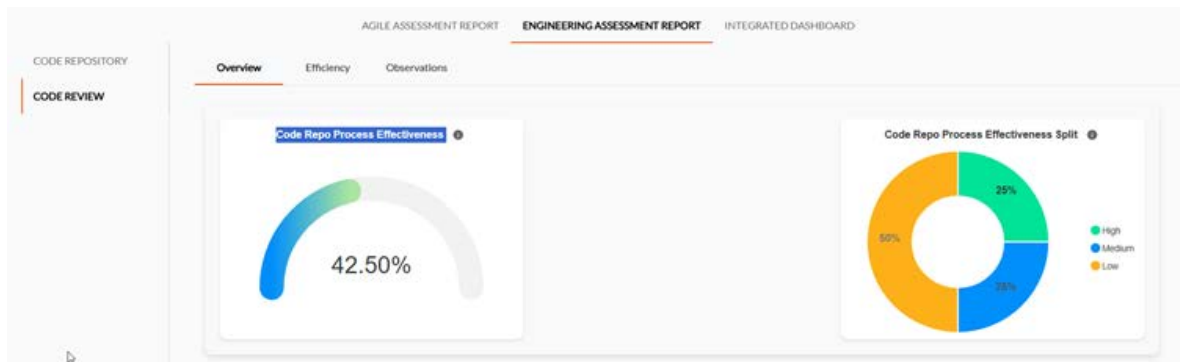 AGILE ASSESSMENT REPORT ENGINEERING ASSESSMENT REPORT INTEGRATED DASHBOARD
CODE REPOSITORY
CODE REVIEW
Overview Efficiency Observations
Code Repo Process Effectiveness
42.50%
Code Repo Process Effectiveness Split
25%
50%
25%
High
Medium
Low